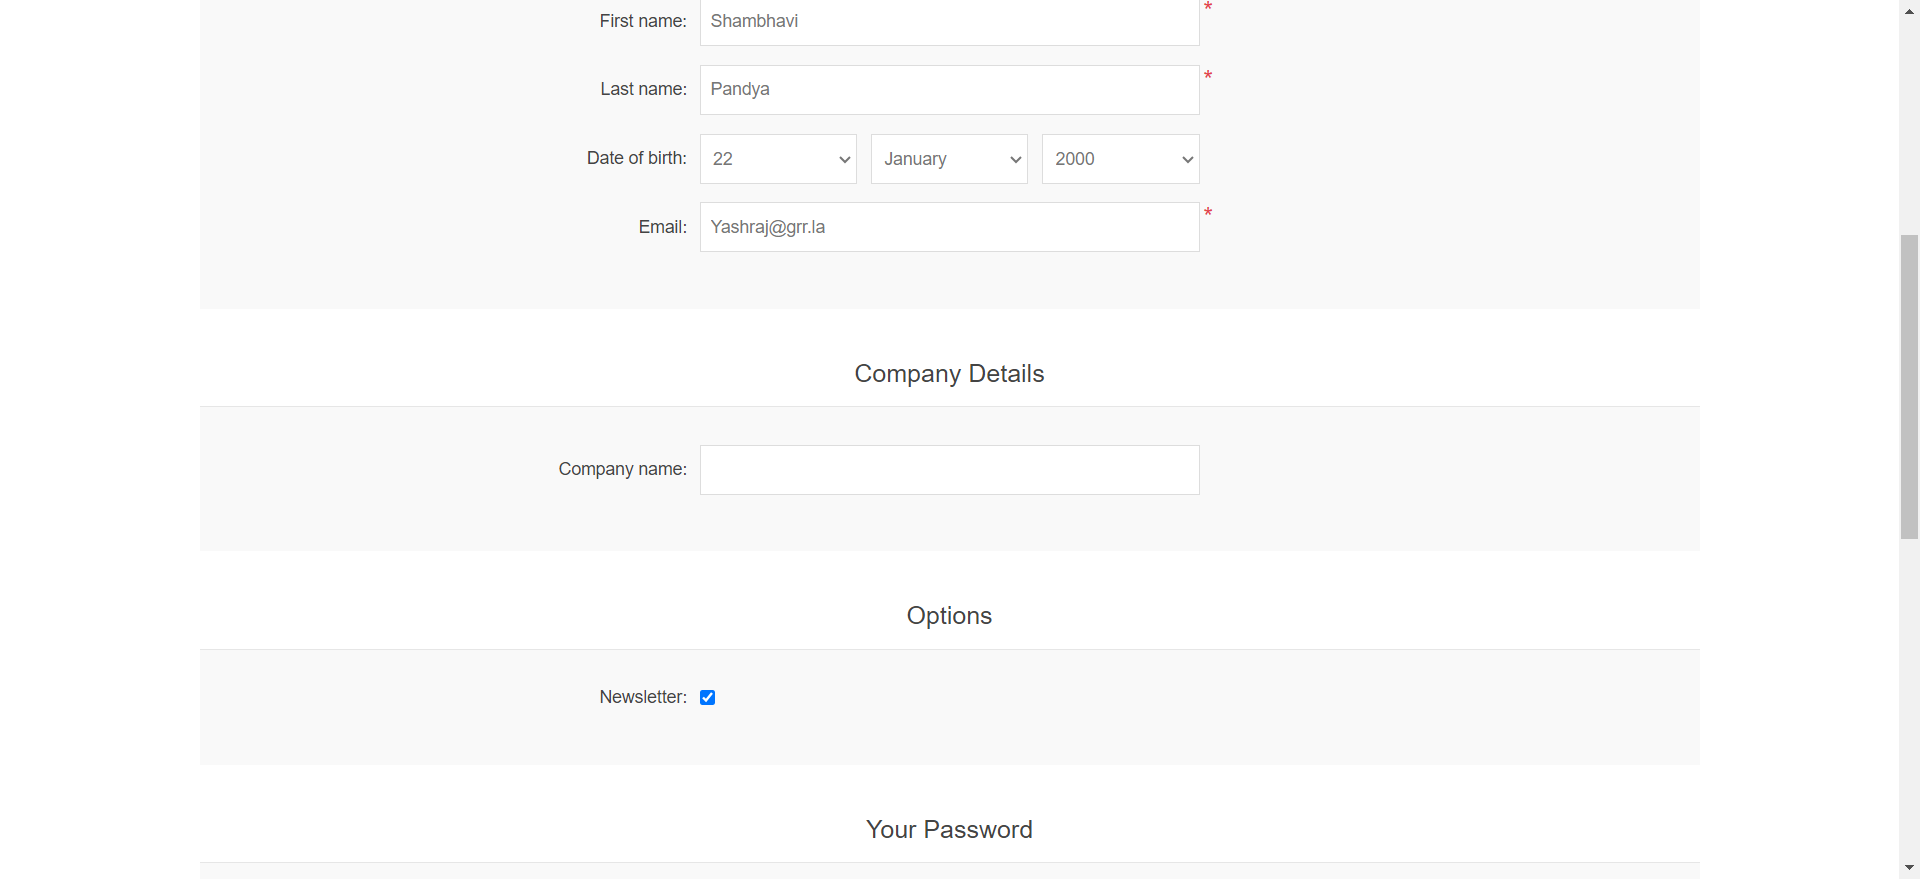 First name: Shambhavi *
Last name: Pandya *
Date of birth: 22 January 2000
Email: Yashraj@grr.la *
Company Details
Company name:
Options
Newsletter:
Your Password